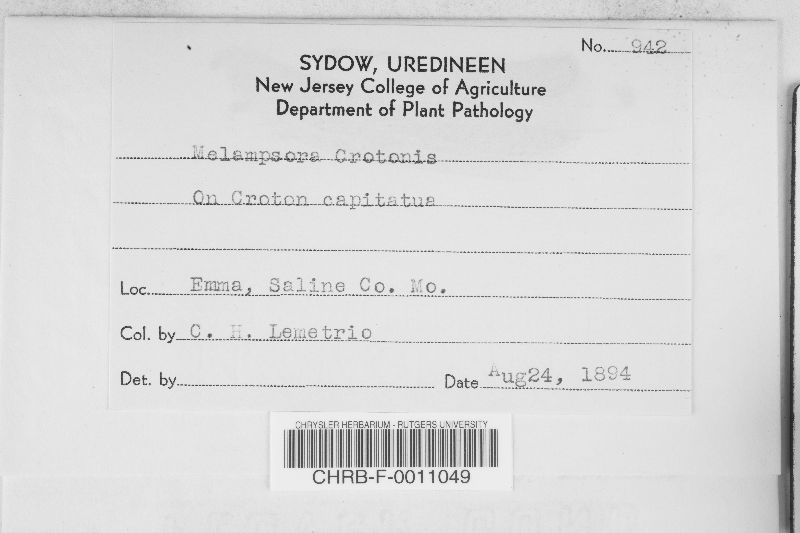 No. 942
SYDOW, UREDINEEN
New Jersey College of Agriculture
Department of Plant Pathology
Melampsora Crotonis
On Croton capitatus
Loc. Emma, Saline Co. Mo.
Col. by C. H. Lemetrio
Det. by
Date Aug24, 1894
CHRYSLER HERBARIUM - RUTGERS UNIVERSITY
CHRB-F-0011049